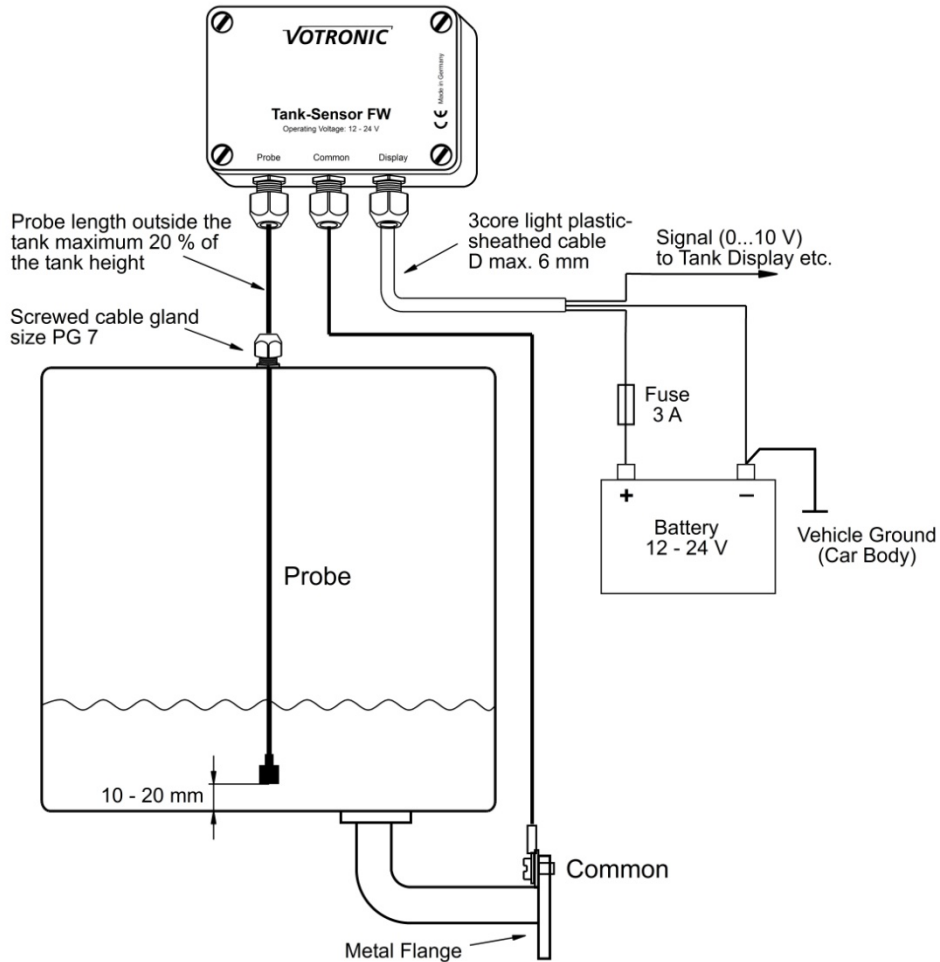 VOTRONIC
Made in Germany
CE
Tank-Sensor FW
Operating Voltage: 12 - 24 V
Probe
Common
Display
Probe length outside the
tank maximum 20 % of
the tank height
3core light plastic-
sheathed cable
D max. 6 mm
Signal (0...10 V)
to Tank Display etc.
Screwed cable gland
size PG 7
Fuse
3 A
+
−
Battery
12 - 24 V
Vehicle Ground
(Car Body)
Probe
10 - 20 mm
Common
Metal Flange